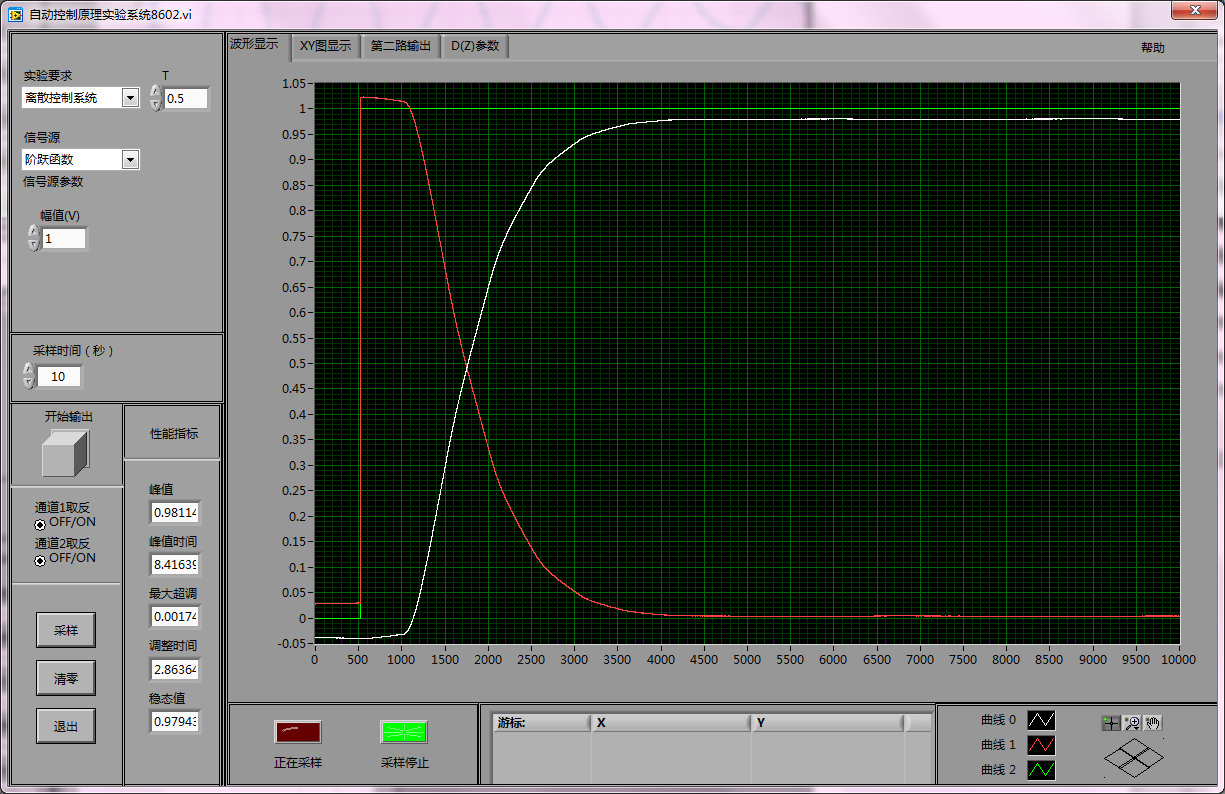 自动控制原理实验系统8602.vi
波形显示 XY图显示 第二路输出 D(Z)参数 帮助
实验要求 T
离散控制系统 0.5
信号源
阶跃函数
信号源参数
幅值(V)
1
采样时间（秒）
10
开始输出
性能指标
通道1取反
OFF/ON
通道2取反
OFF/ON
采样
清零
退出
峰值
0.98114
峰值时间
8.41639
最大超调
0.00174
调整时间
2.86364
稳态值
0.97943
1.05
1
0.95
0.9
0.85
0.8
0.75
0.7
0.65
0.6
0.55
0.5
0.45
0.4
0.35
0.3
0.25
0.2
0.15
0.1
0.05
0
-0.05
0 500 1000 1500 2000 2500 3000 3500 4000 4500 5000 5500 6000 6500 7000 7500 8000 8500 9000 9500 10000
正在采样 采样停止
游标: X Y
曲线 0
曲线 1
曲线 2